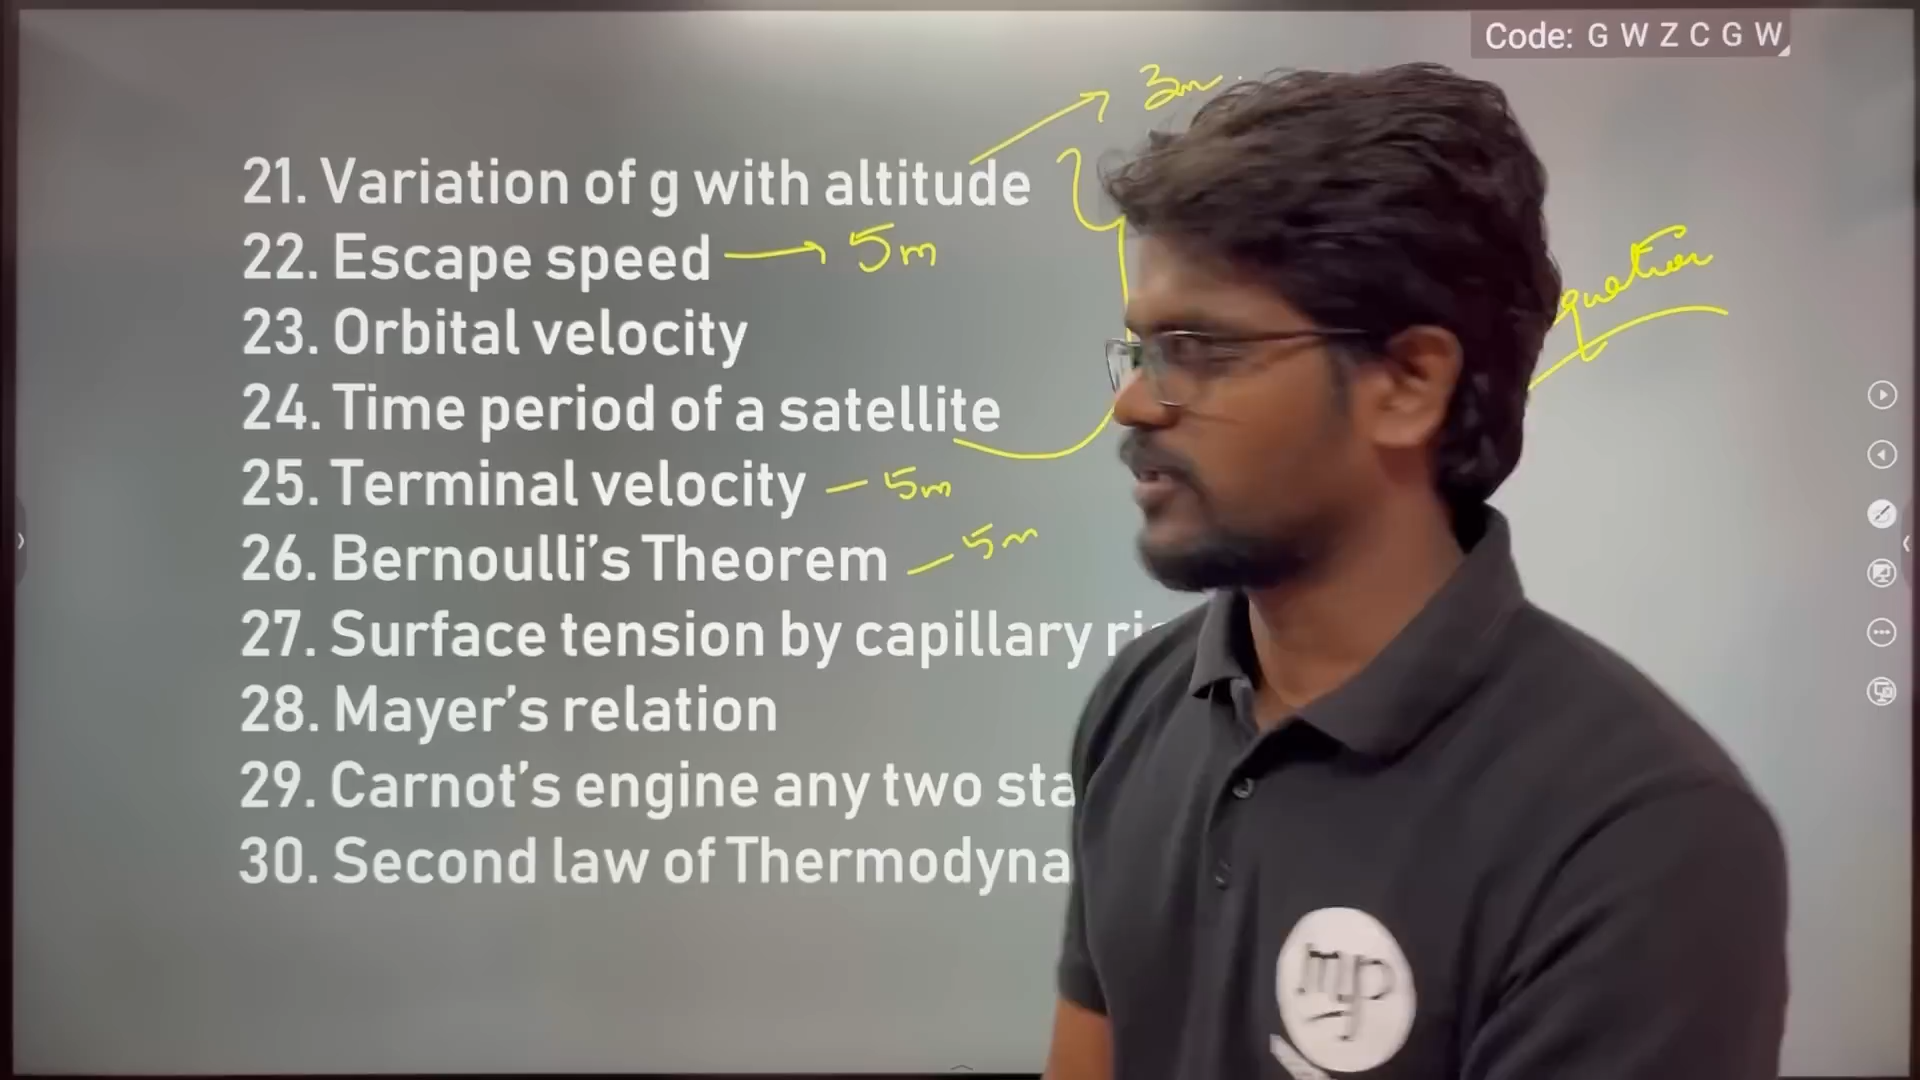 Code: G W Z C G W
3m
21. Variation of g with altitude
22. Escape speed → 5m
quation
23. Orbital velocity
24. Time period of a satellite
25. Terminal velocity – 5m
26. Bernoulli's Theorem – 5m
27. Surface tension by capillary
28. Mayer's relation
29. Carnot's engine any two
30. Second law of
mp